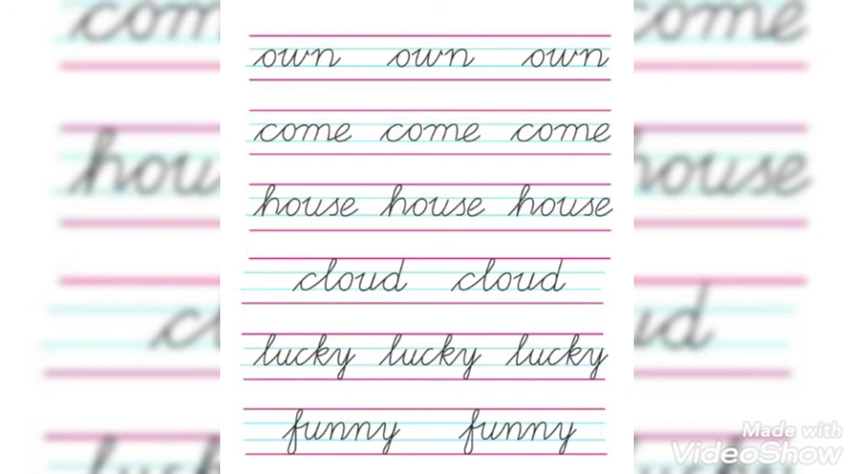 own own own
come come come
house house house
cloud cloud
lucky lucky lucky
funny funny
Made with
VideoShow